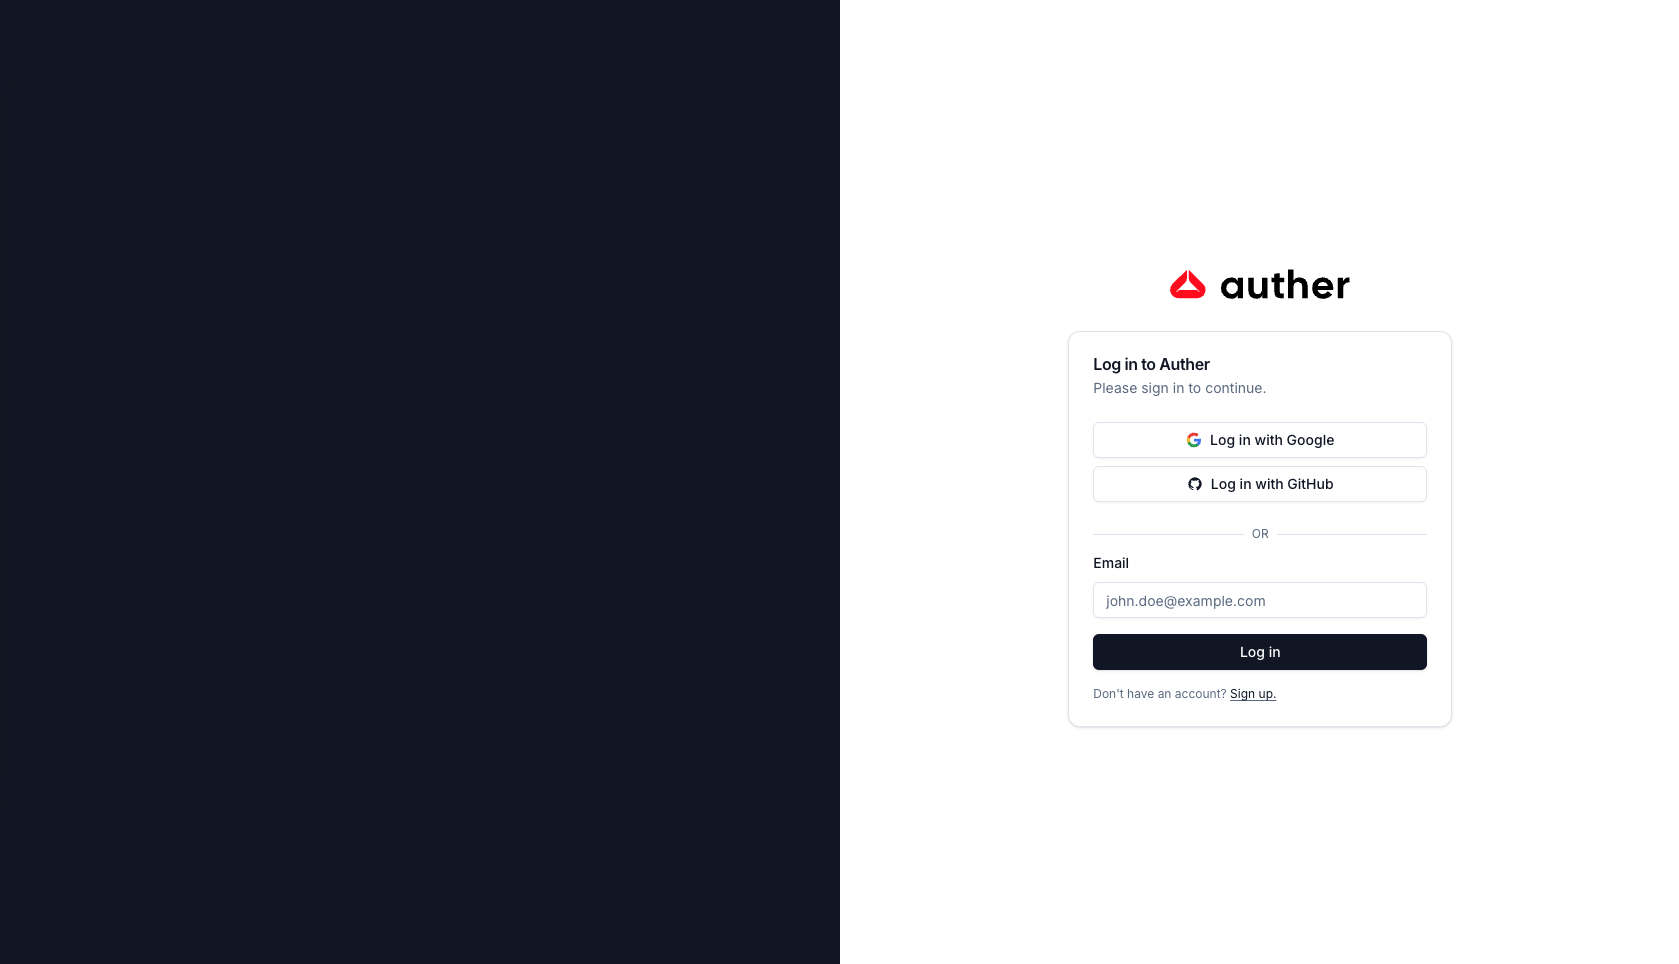 auther
Log in to Auther
Please sign in to continue.
Log in with Google
Log in with GitHub
OR
Email
john.doe@example.com
Log in
Don't have an account? Sign up.